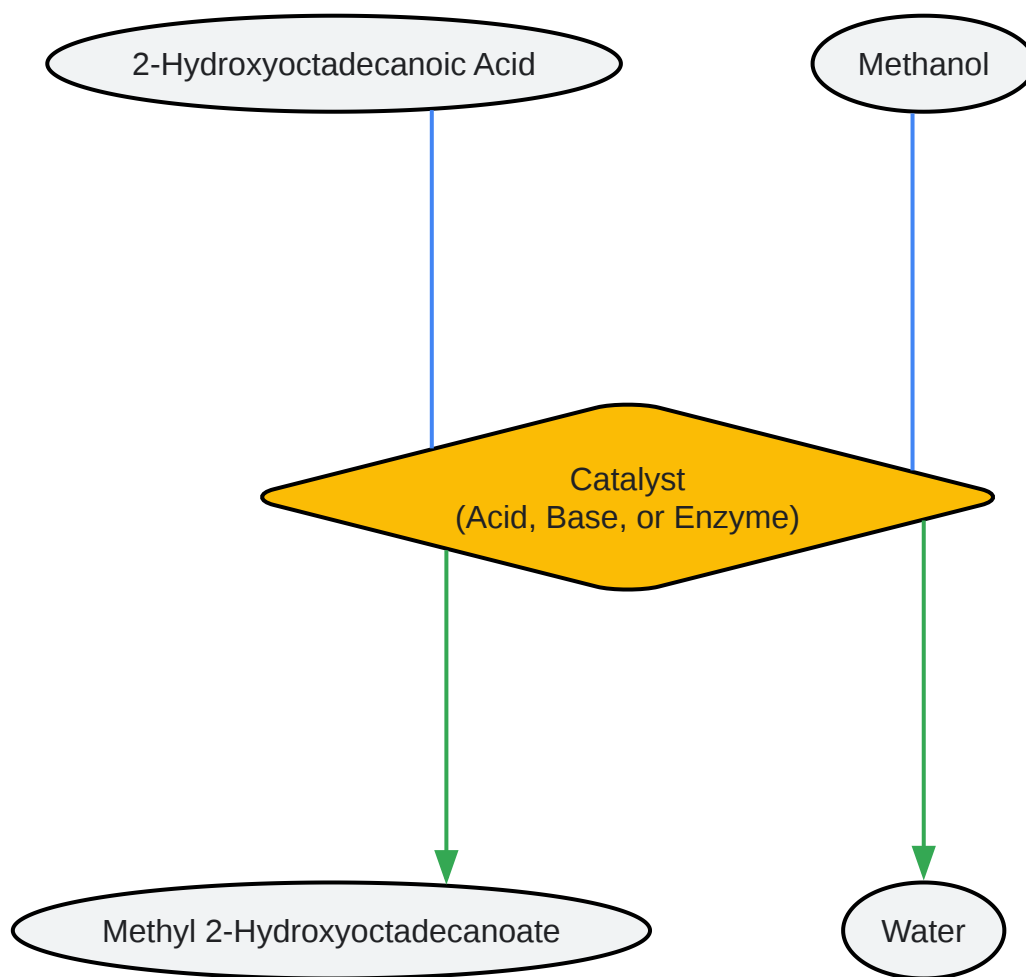 2-Hydroxyoctadecanoic Acid
Methanol
Catalyst
(Acid, Base, or Enzyme)
Methyl 2-Hydroxyoctadecanoate
Water